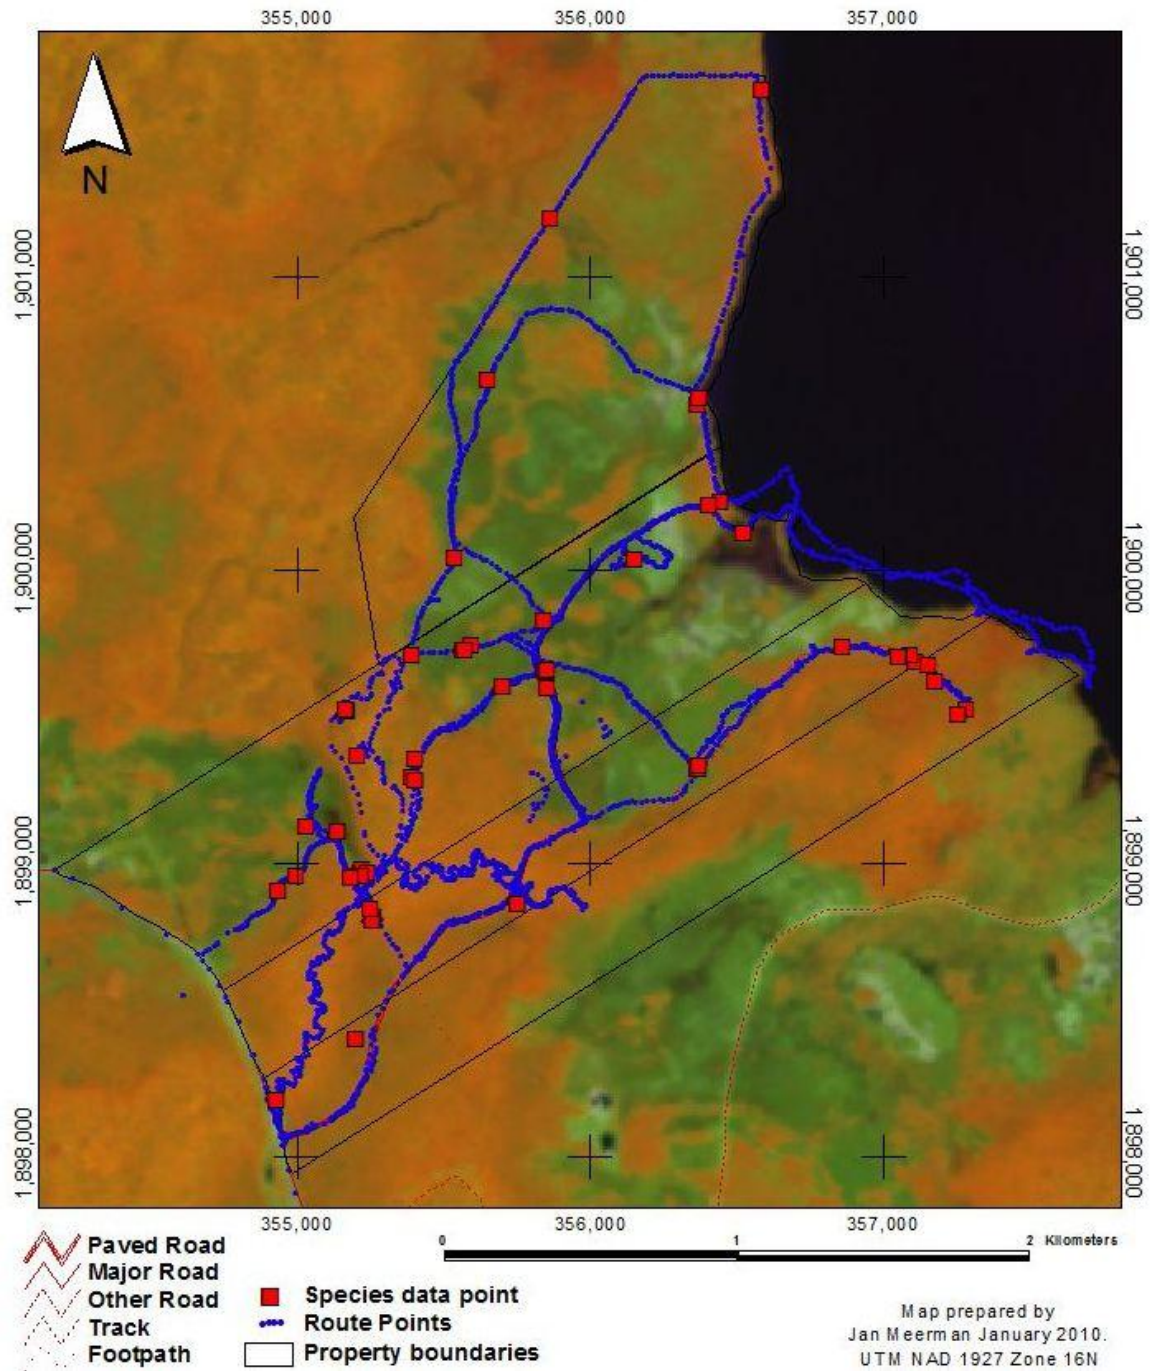 355,000 356,000 357,000
N
1,901,000 1,901,000
1,900,000 1,900,000
1,899,000 1,899,000
1,898,000 1,898,000
355,000 356,000 357,000
Paved Road
Major Road
Other Road
Track
Footpath
Species data point
Route Points
Property boundaries
0 1 2 Kilometers
Map prepared by
Jan Meerman January 2010.
UTM NAD 1927 Zone 16N